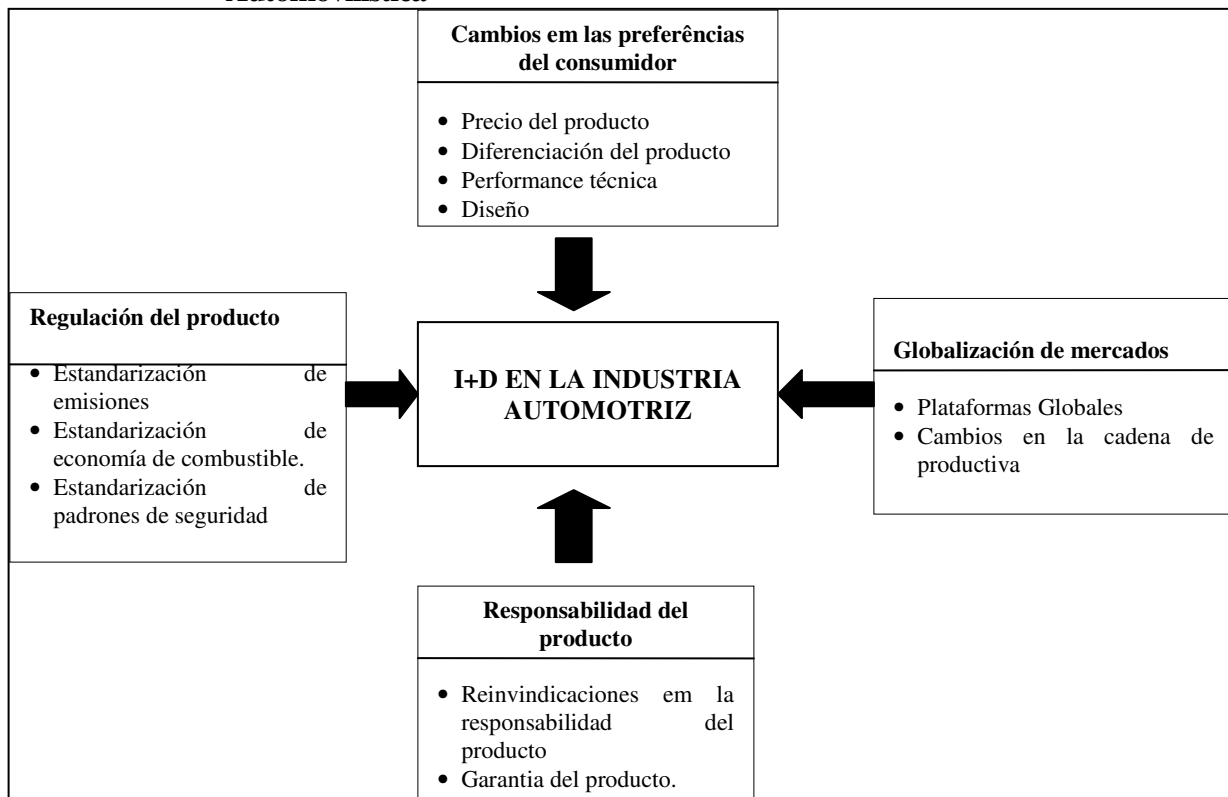 Automovilística
Cambios em las preferências
del consumidor
• Precio del producto
• Diferenciación del producto
• Performance técnica
• Diseño
Regulación del producto
• Estandarización de
emisiones
• Estandarización de
economía de combustible.
• Estandarización de
padrones de seguridad
I+D EN LA INDUSTRIA
AUTOMOTRIZ
Globalización de mercados
• Plataformas Globales
• Cambios en la cadena de
productiva
Responsabilidad del
producto
• Reinvindicaciones em la
responsabilidad del
producto
• Garantia del producto.